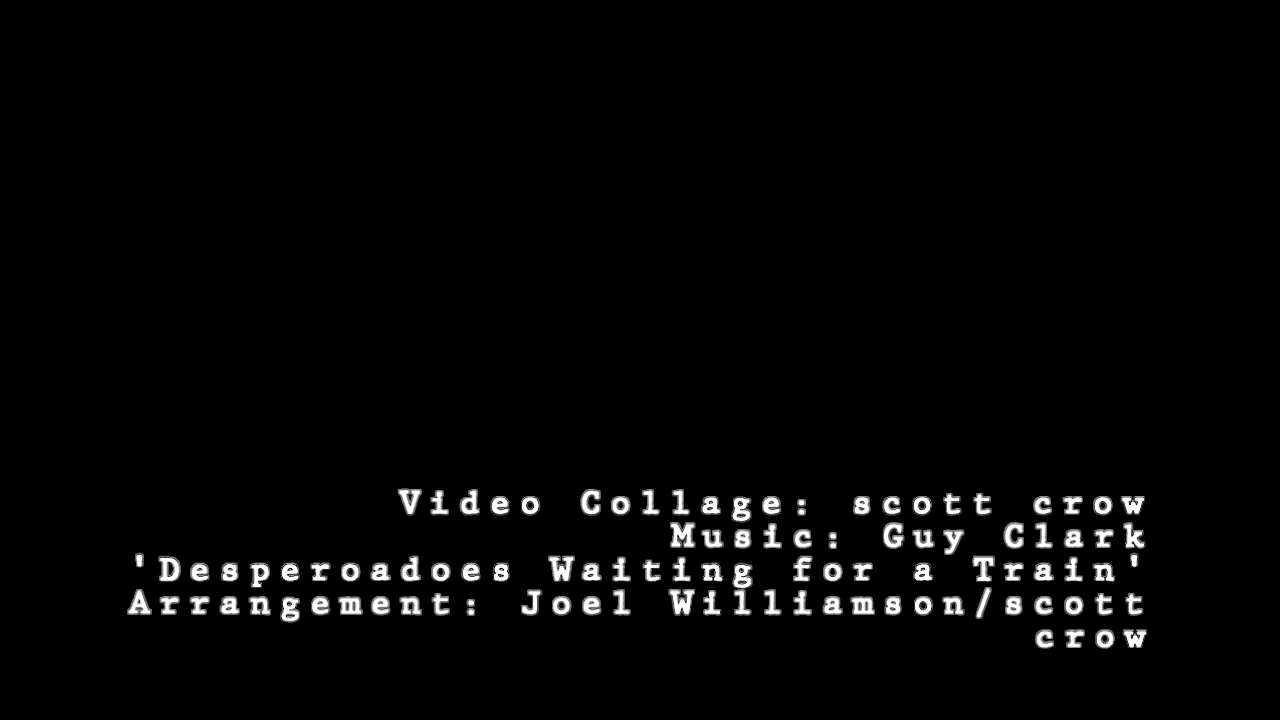 Video Collage: scott crow
Music: Guy Clark
'Desperoadoes Waiting for a Train'
Arrangement: Joel Williamson/scott
crow